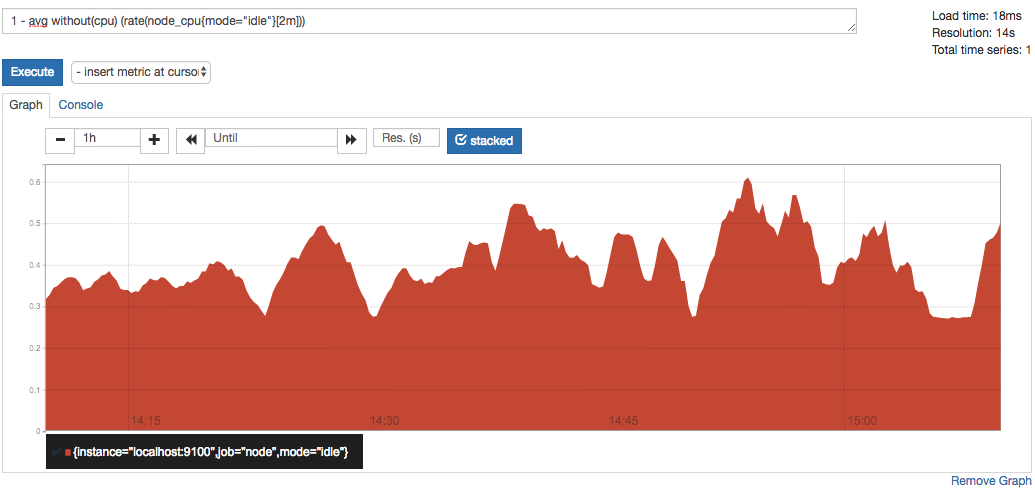 1 - avg without(cpu) (rate(node_cpu{mode="idle"}[2m]))
Load time: 18ms
Resolution: 14s
Total time series: 1
Execute
- insert metric at cursor
Graph
Console
1h
Until
Res. (s)
stacked
0.6
0.5
0.4
0.3
0.2
0.1
0
14:15
14:30
14:45
15:00
{instance="localhost:9100",job="node",mode="idle"}
Remove Graph